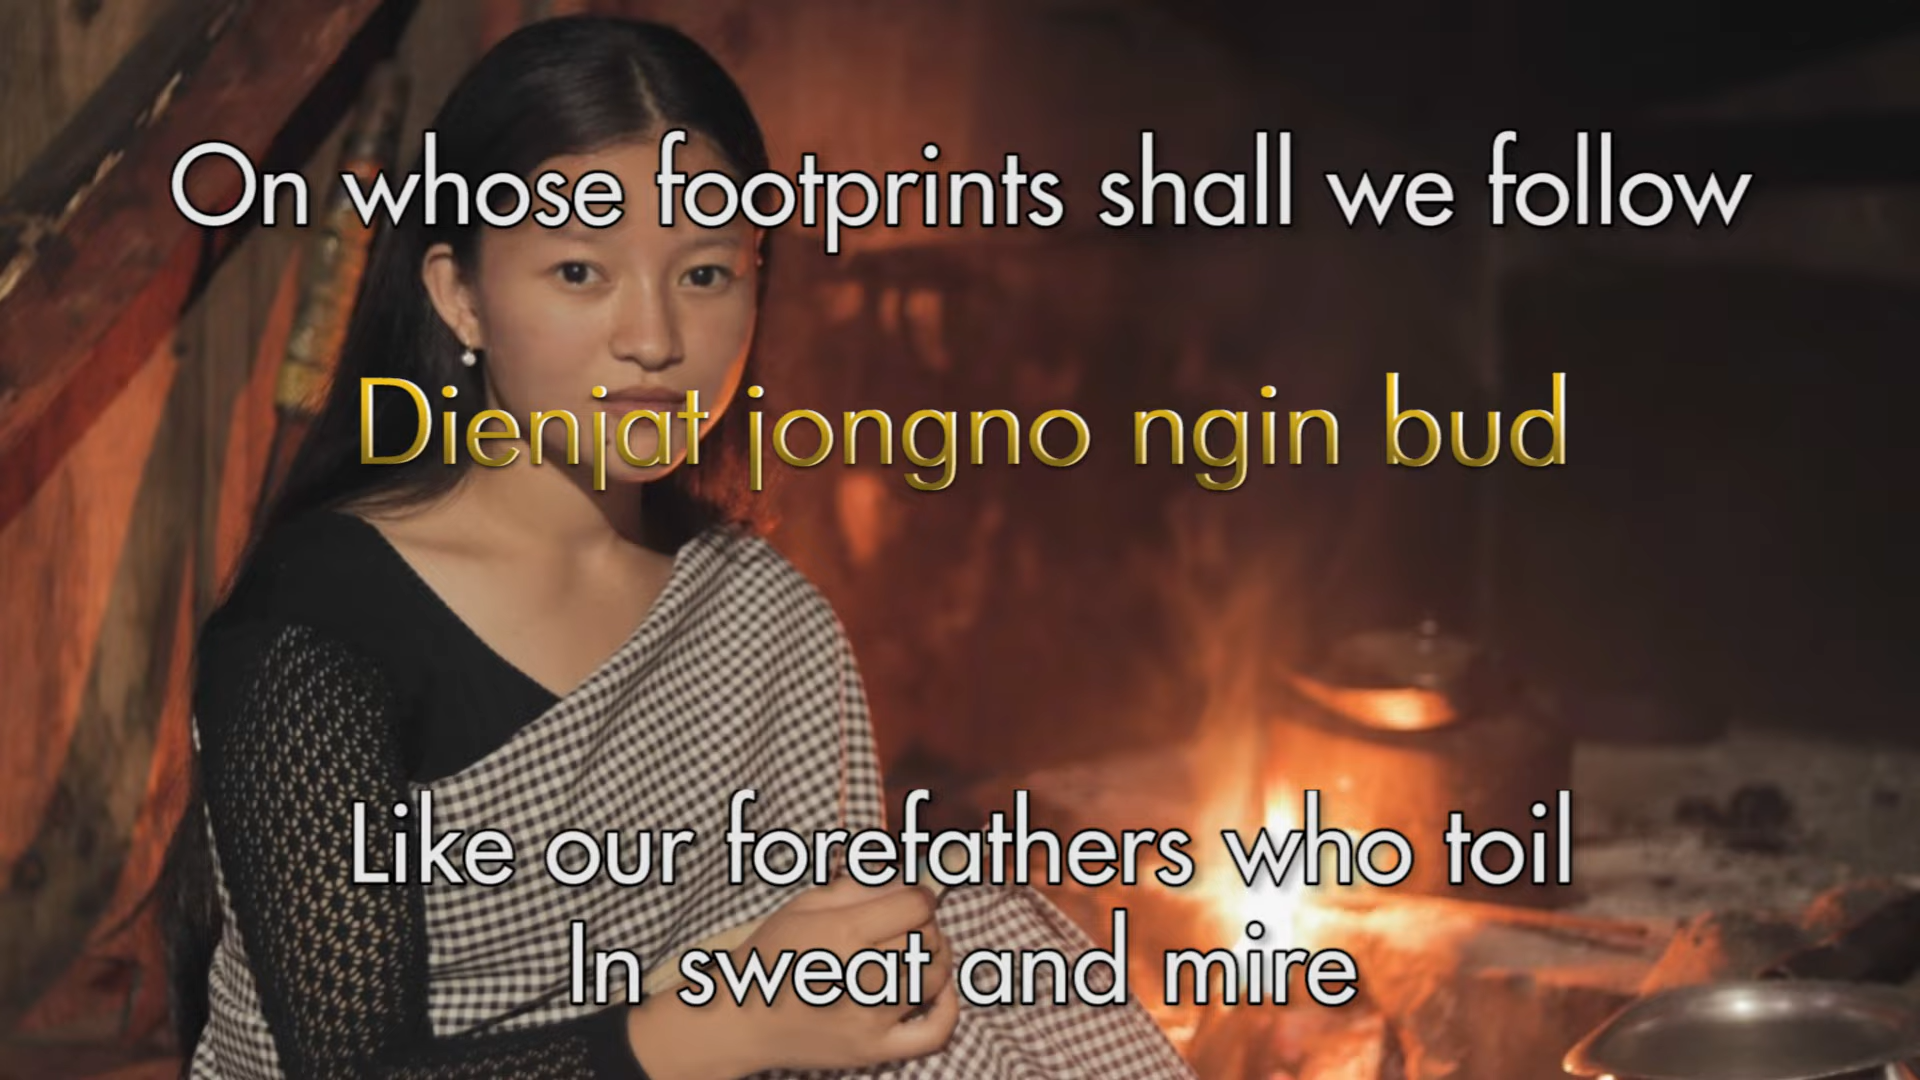 On whose footprints shall we follow
Dienjat jongno ngin bud
Like our forefathers who toil
In sweat and mire